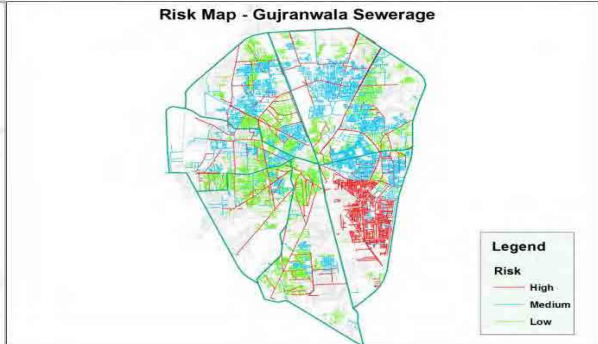 Risk Map - Gujranwala Sewerage
Legend
Risk
High
Medium
Low